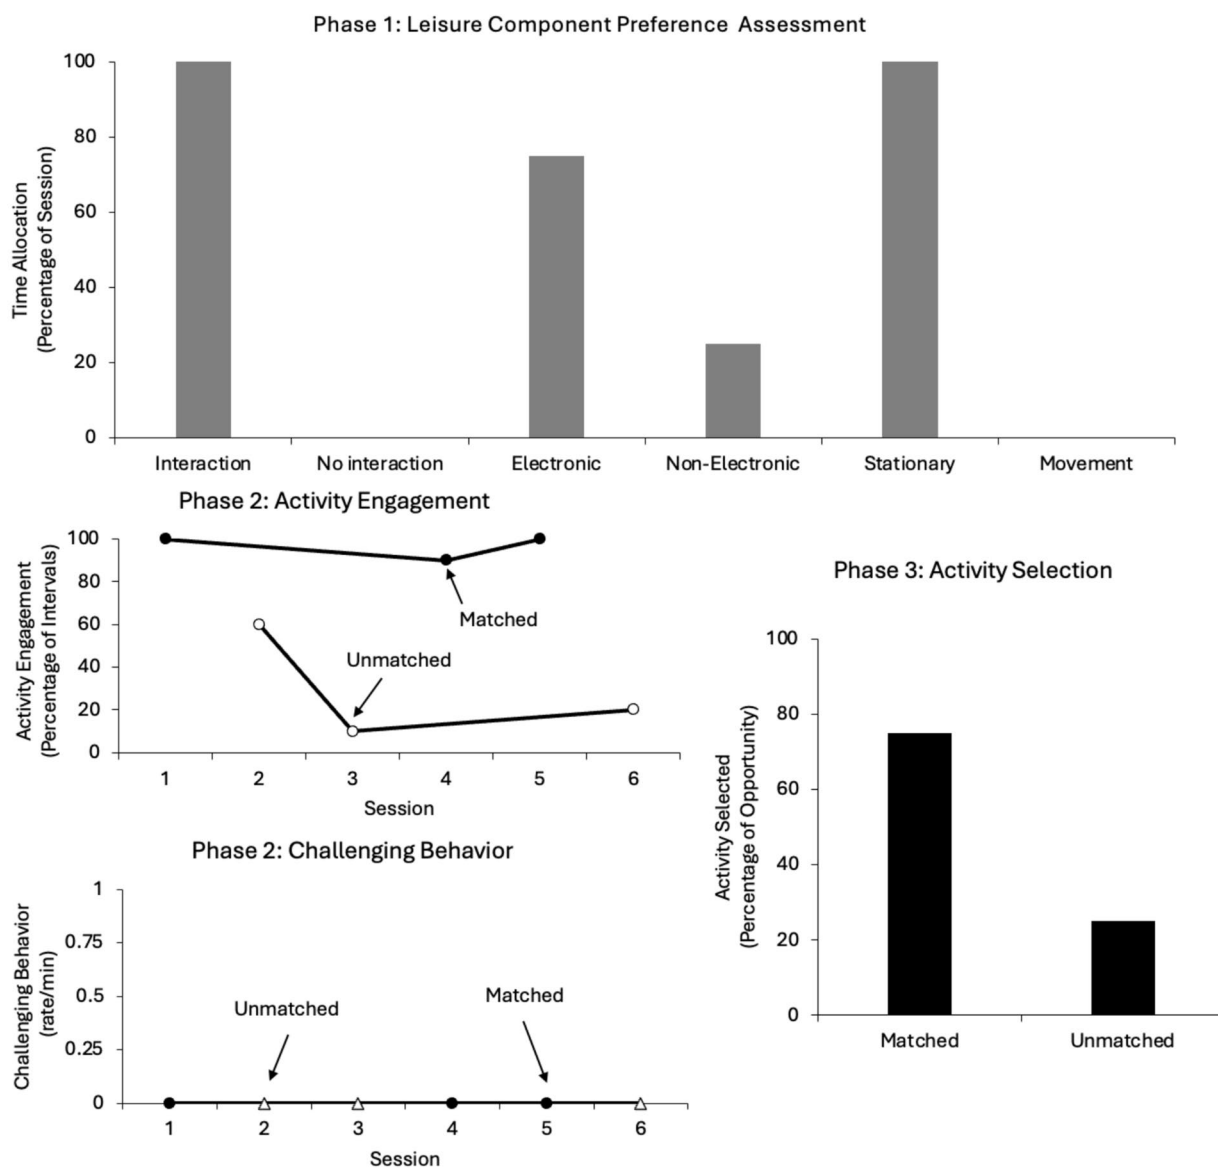 Phase 1: Leisure Component Preference Assessment
Time Allocation
(Percentage of Session)
100
80
60
40
20
0
Interaction
No interaction
Electronic
Non-Electronic
Stationary
Movement
Phase 2: Activity Engagement
Activity Engagement
(Percentage of Intervals)
100
80
60
40
20
0
Matched
Unmatched
1 2 3 4 5 6
Session
Phase 2: Challenging Behavior
Challenging Behavior
(rate/min)
1
0.75
0.5
0.25
0
Unmatched
Matched
1 2 3 4 5 6
Session
Phase 3: Activity Selection
Activity Selected
(Percentage of Opportunity)
100
80
60
40
20
0
Matched
Unmatched